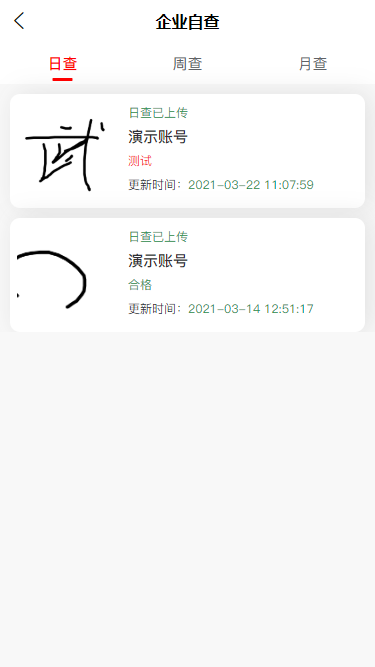 企业自查
日查
周查
月查
日查已上传
演示账号
测试
更新时间：2021-03-22 11:07:59
日查已上传
演示账号
合格
更新时间：2021-03-14 12:51:17